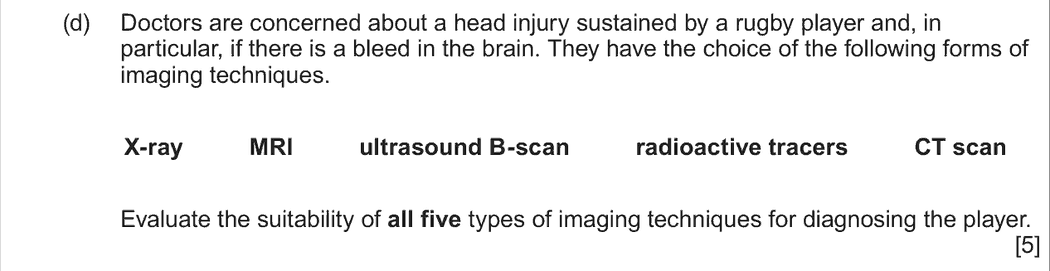 (d) Doctors are concerned about a head injury sustained by a rugby player and, in
particular, if there is a bleed in the brain. They have the choice of the following forms of
imaging techniques.
X-ray MRI ultrasound B-scan radioactive tracers CT scan
Evaluate the suitability of all five types of imaging techniques for diagnosing the player.
[5]